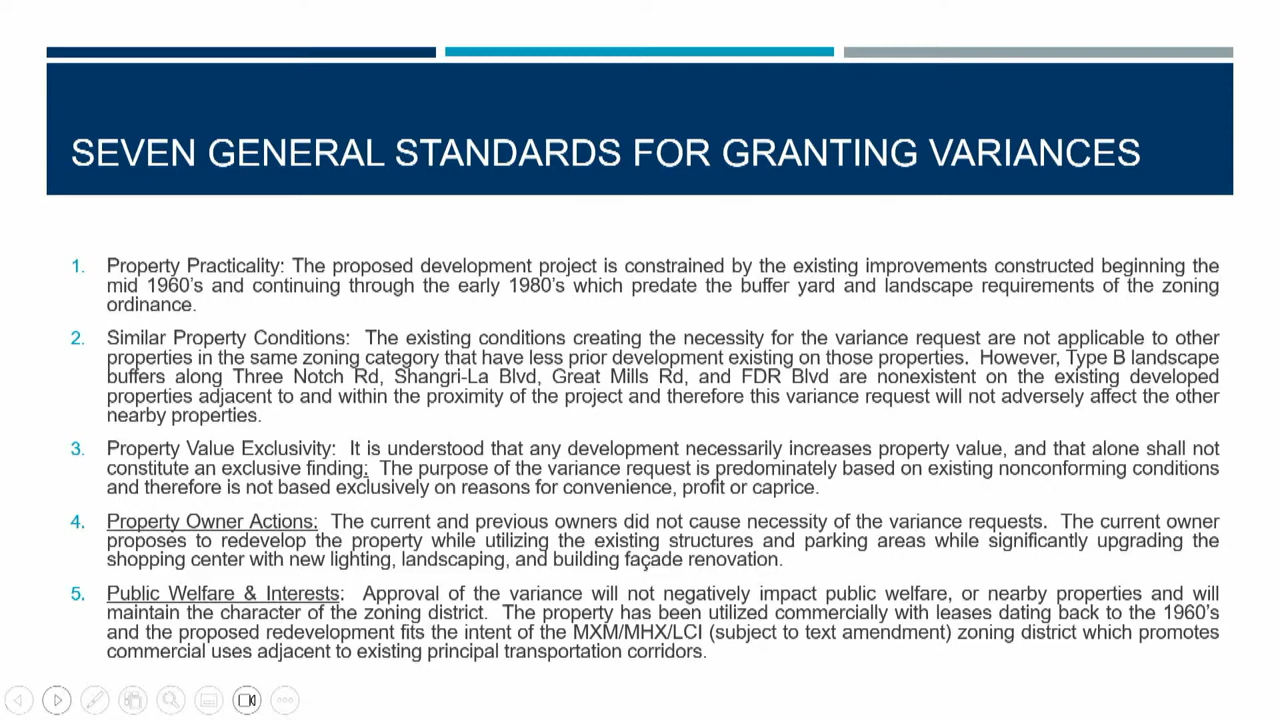 SEVEN GENERAL STANDARDS FOR GRANTING VARIANCES
1. Property Practicality: The proposed development project is constrained by the existing improvements constructed beginning the
mid 1960's and continuing through the early 1980's which predate the buffer yard and landscape requirements of the zoning
ordinance.
2. Similar Property Conditions: The existing conditions creating the necessity for the variance request are not applicable to other
properties in the same zoning category that have less prior development existing on those properties. However, Type B landscape
buffers along Three Notch Rd, Shangri-La Blvd, Great Mills Rd, and FDR Blvd are nonexistent on the existing developed
properties adjacent to and within the proximity of the project and therefore this variance request will not adversely affect the other
nearby properties.
3. Property Value Exclusivity: It is understood that any development necessarily increases property value, and that alone shall not
constitute an exclusive finding; The purpose of the variance request is predominately based on existing nonconforming conditions
and therefore is not based exclusively on reasons for convenience, profit or caprice.
4. Property Owner Actions: The current and previous owners did not cause necessity of the variance requests. The current owner
proposes to redevelop the property while utilizing the existing structures and parking areas while significantly upgrading the
shopping center with new lighting, landscaping, and building façade renovation.
5. Public Welfare & Interests: Approval of the variance will not negatively impact public welfare, or nearby properties and will
maintain the character of the zoning district. The property has been utilized commercially with leases dating back to the 1960's
and the proposed redevelopment fits the intent of the MXM/MHX/LCI (subject to text amendment) zoning district which promotes
commercial uses adjacent to existing principal transportation corridors.